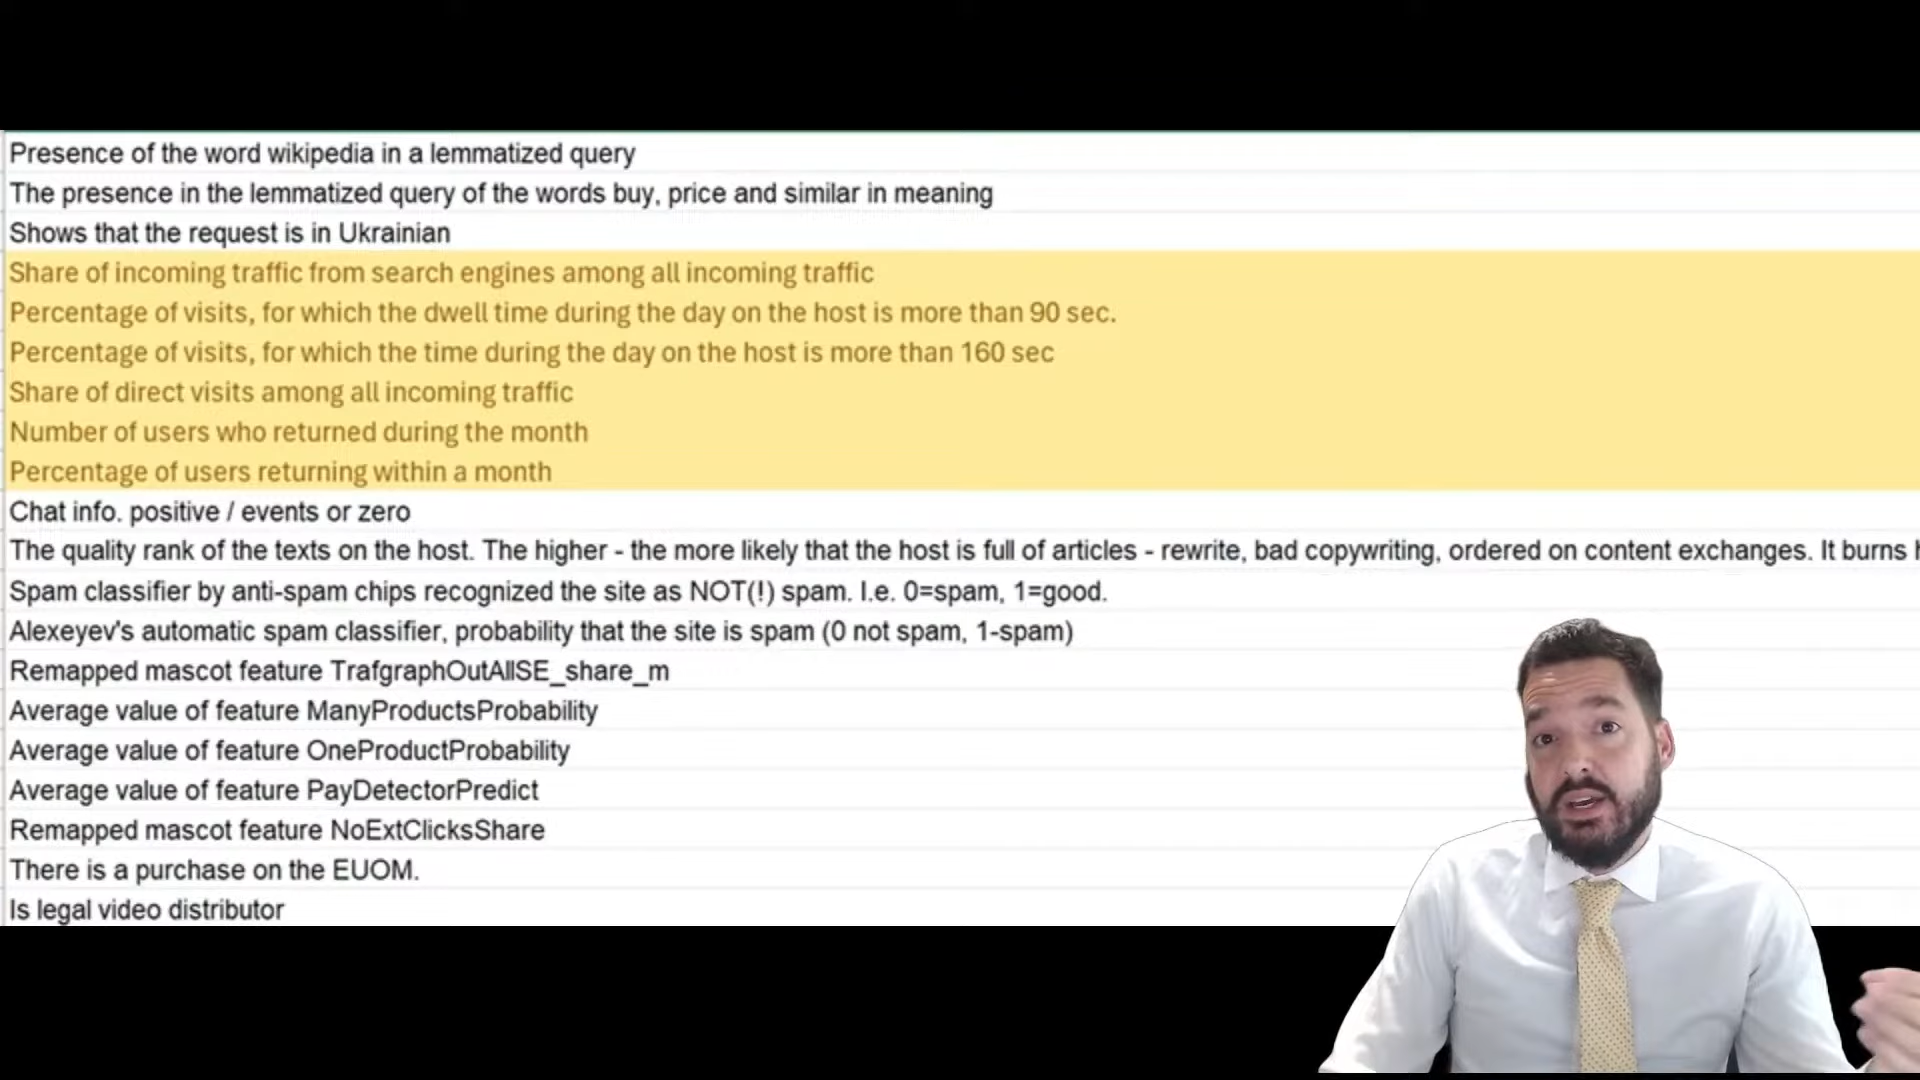 Presence of the word wikipedia in a lemmatized query
The presence in the lemmatized query of the words buy, price and similar in meaning
Shows that the request is in Ukrainian
Share of incoming traffic from search engines among all incoming traffic
Percentage of visits, for which the dwell time during the day on the host is more than 90 sec.
Percentage of visits, for which the time during the day on the host is more than 160 sec
Share of direct visits among all incoming traffic
Number of users who returned during the month
Percentage of users returning within a month
Chat info. positive / events or zero
The quality rank of the texts on the host. The higher - the more likely that the host is full of articles - rewrite, bad copywriting, ordered on content exchanges. It burns
Spam classifier by anti-spam chips recognized the site as NOT(!) spam. I.e. 0=spam, 1=good.
Alexeyev's automatic spam classifier, probability that the site is spam (0 not spam, 1-spam)
Remapped mascot feature TrafgraphOutAllSE_share_m
Average value of feature ManyProductsProbability
Average value of feature OneProductProbability
Average value of feature PayDetectorPredict
Remapped mascot feature NoExtClicksShare
There is a purchase on the EUOM.
Is legal video distributor